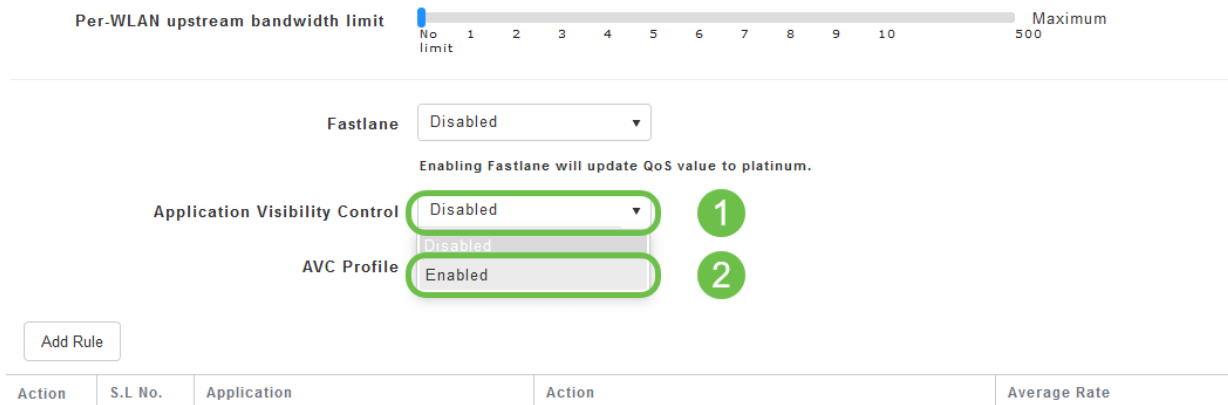 Per-WLAN upstream bandwidth limit
Maximum
No limit 1 2 3 4 5 6 7 8 9 10 500
Fastlane Disabled
Enabling Fastlane will update QoS value to platinum.
Application Visibility Control Disabled 1
Disabled
AVC Profile Enabled 2
Add Rule
Action S.L No. Application Action Average Rate